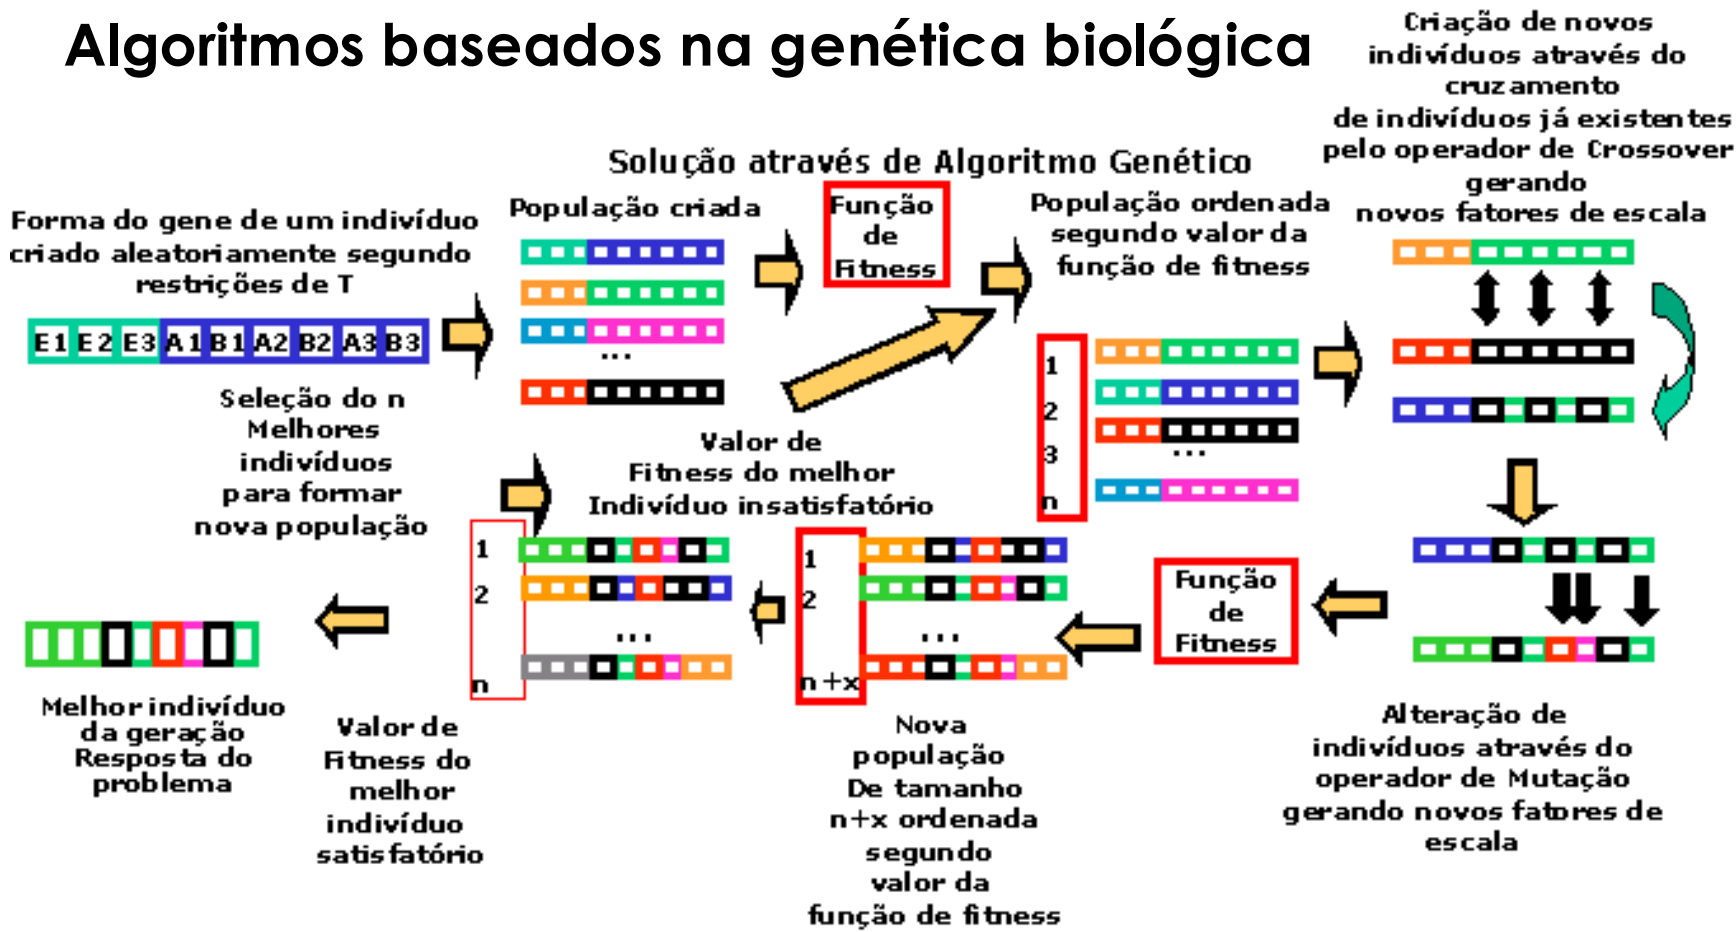 Algoritmos baseados na genética biológica
Criação de novos
indivíduos através do
cruzamento
de indivíduos já existentes
pelo operador de Crossover
gerando
novos fatores de escala
Solução através de Algoritmo Genético
Forma do gene de um indivíduo
criado aleatoriamente segundo
restrições de T
E1 E2 E3 A1 B1 A2 B2 A3 B3
População criada
...
Função
de
Fitness
População ordenada
segundo valor da
função de fitness
1
2
3
...
n
Seleção do n
Melhores
indivíduos
para formar
nova população
Valor de
Fitness do melhor
Indivíduo insatisfatório
1
2
...
n
1
2
...
n+x
Função
de
Fitness
Melhor indivíduo
da geração
Resposta do
problema
Valor de
Fitness do
melhor
indivíduo
satisfatório
Nova
população
De tamanho
n+x ordenada
segundo
valor da
função de fitness
Alteração de
indivíduos através do
operador de Mutação
gerando novos fatores de
escala